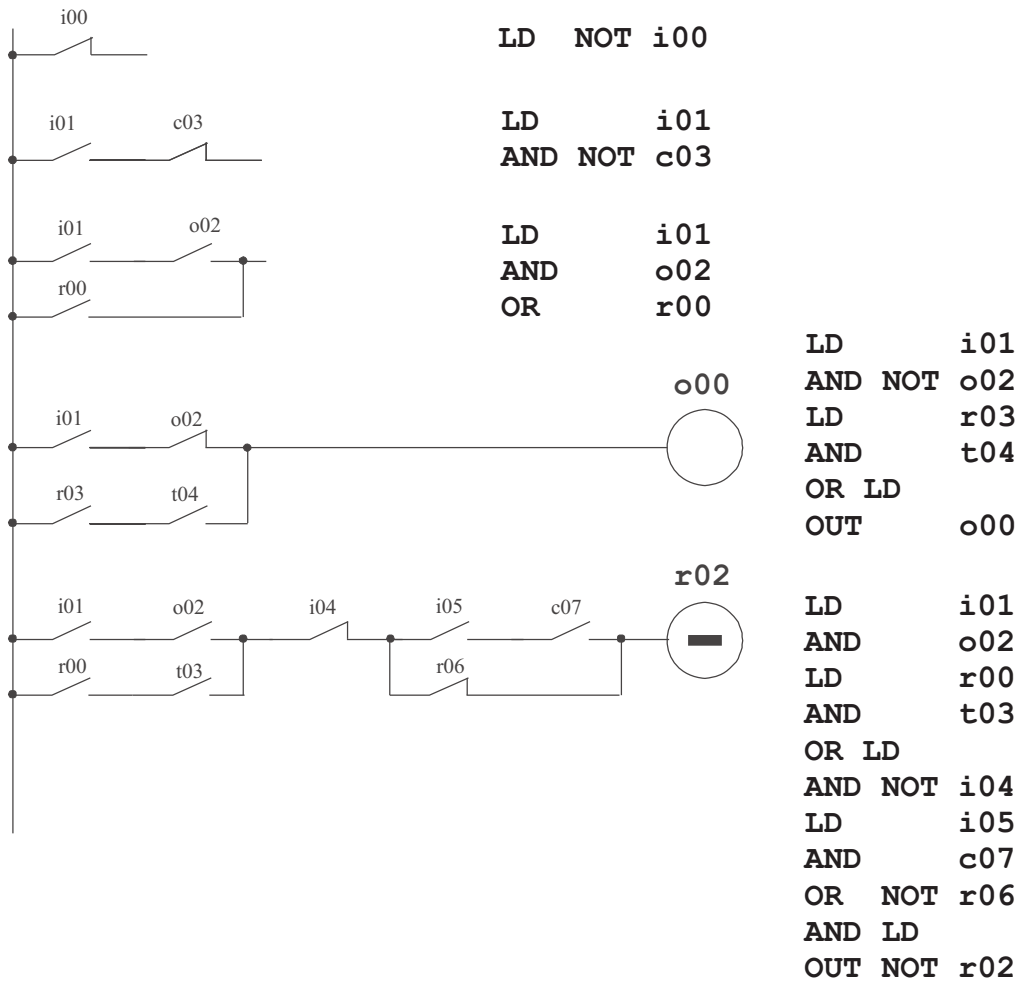 i00
LD NOT i00
i01 c03
LD i01
AND NOT c03
i01 o02
r00
LD i01
AND o02
OR r00
o00
i01 o02
r03 t04
LD i01
AND NOT o02
LD r03
AND t04
OR LD
OUT o00
r02
i01 o02 i04 i05 c07
r00 t03 r06
LD i01
AND o02
LD r00
AND t03
OR LD
AND NOT i04
LD i05
AND c07
OR NOT r06
AND LD
OUT NOT r02